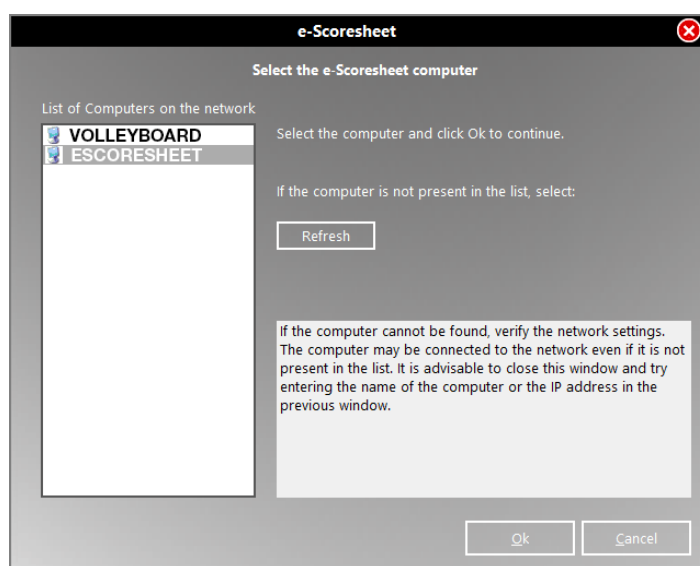 e-Scoresheet
Select the e-Scoresheet computer
List of Computers on the network
VOLLEYBOARD
ESCORESHEET
Select the computer and click Ok to continue.
If the computer is not present in the list, select:
Refresh
If the computer cannot be found, verify the network settings.
The computer may be connected to the network even if it is not
present in the list. It is advisable to close this window and try
entering the name of the computer or the IP address in the
previous window.
Ok
Cancel